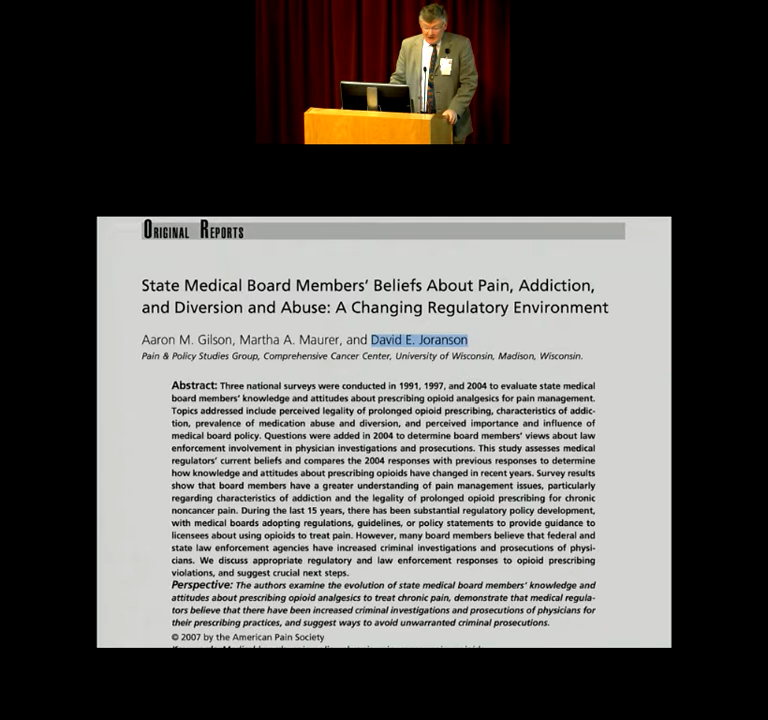 ORIGINAL REPORTS
State Medical Board Members' Beliefs About Pain, Addiction,
and Diversion and Abuse: A Changing Regulatory Environment
Aaron M. Gilson, Martha A. Maurer, and David E. Joranson
Pain & Policy Studies Group, Comprehensive Cancer Center, University of Wisconsin, Madison, Wisconsin.
Abstract: Three national surveys were conducted in 1991, 1997, and 2004 to evaluate state medical
board members' knowledge and attitudes about prescribing opioid analgesics for pain management.
Topics addressed include perceived legality of prolonged opioid prescribing, characteristics of addic-
tion, prevalence of medication abuse and diversion, and perceived importance and influence of
medical board policy. Questions were added in 2004 to determine board members' views about law
enforcement involvement in physician investigations and prosecutions. This study assesses medical
regulators' current beliefs and compares the 2004 responses with previous responses to determine
how knowledge and attitudes about prescribing opioids have changed in recent years. Survey results
show that board members have a greater understanding of pain management issues, particularly
regarding characteristics of addiction and the legality of prolonged opioid prescribing for chronic
noncancer pain. During the last 15 years, there has been substantial regulatory policy development,
with medical boards adopting regulations, guidelines, or policy statements to provide guidance to
licensees about using opioids to treat pain. However, many board members believe that federal and
state law enforcement agencies have increased criminal investigations and prosecutions of physi-
cians. We discuss appropriate regulatory and law enforcement responses to opioid prescribing
violations, and suggest crucial next steps.
Perspective: The authors examine the evolution of state medical board members' knowledge and
attitudes about prescribing opioid analgesics to treat chronic pain, demonstrate that medical regula-
tors believe that there have been increased criminal investigations and prosecutions of physicians for
their prescribing practices, and suggest ways to avoid unwarranted criminal prosecutions.
© 2007 by the American Pain Society